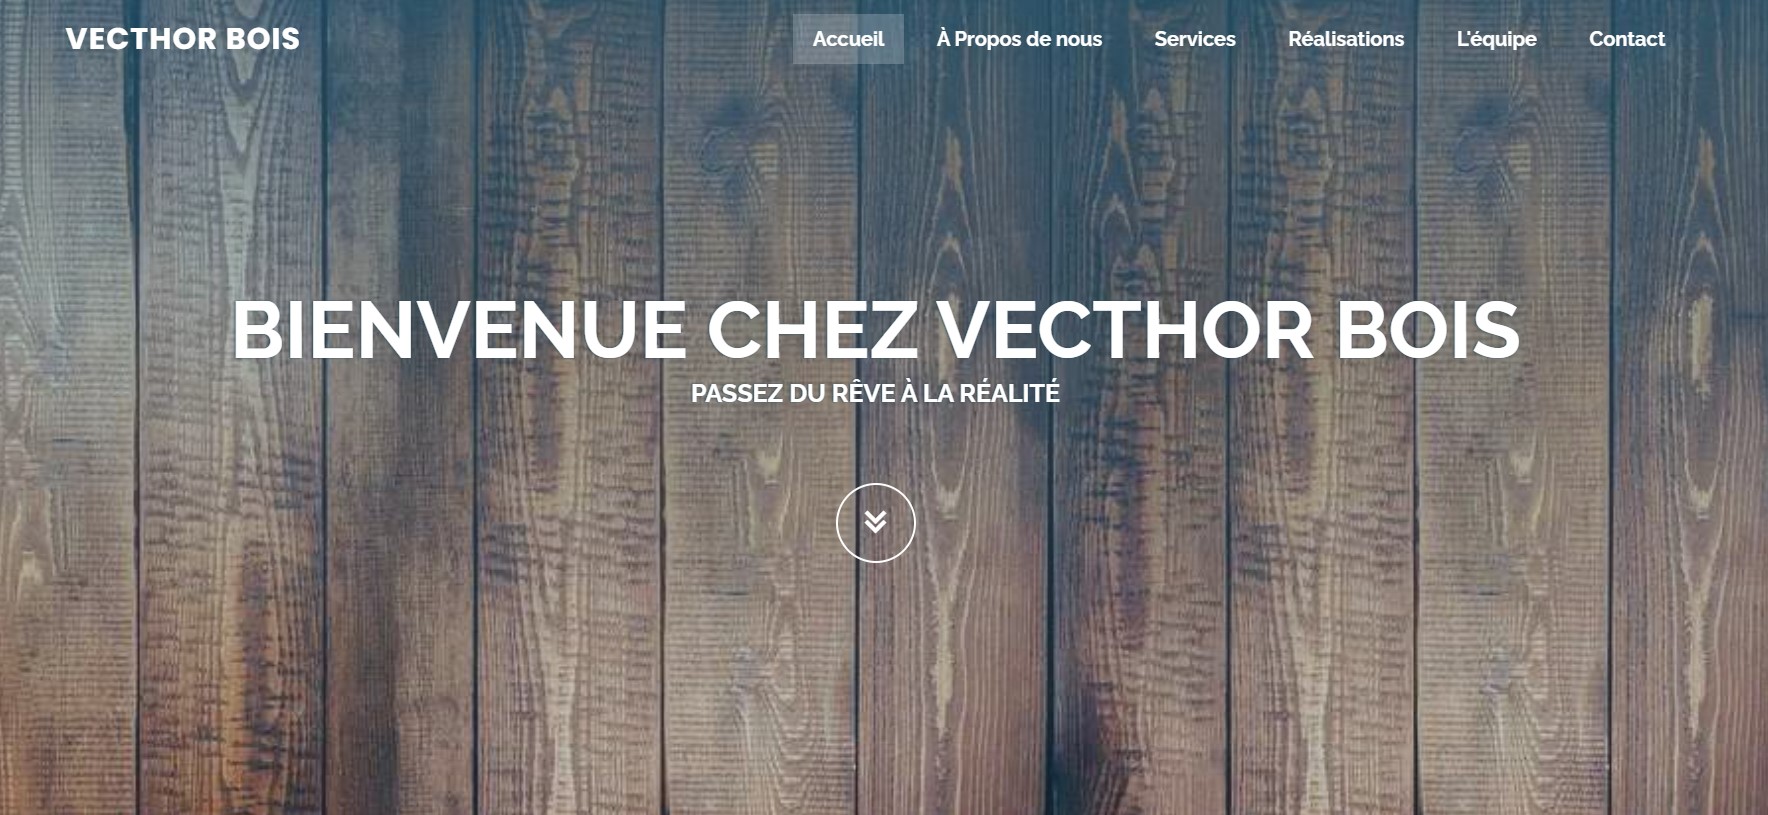 VECTHOR BOIS
Accueil À Propos de nous Services Réalisations L'équipe Contact
BIENVENUE CHEZ VECTHOR BOIS
PASSEZ DU RÊVE À LA RÉALITÉ